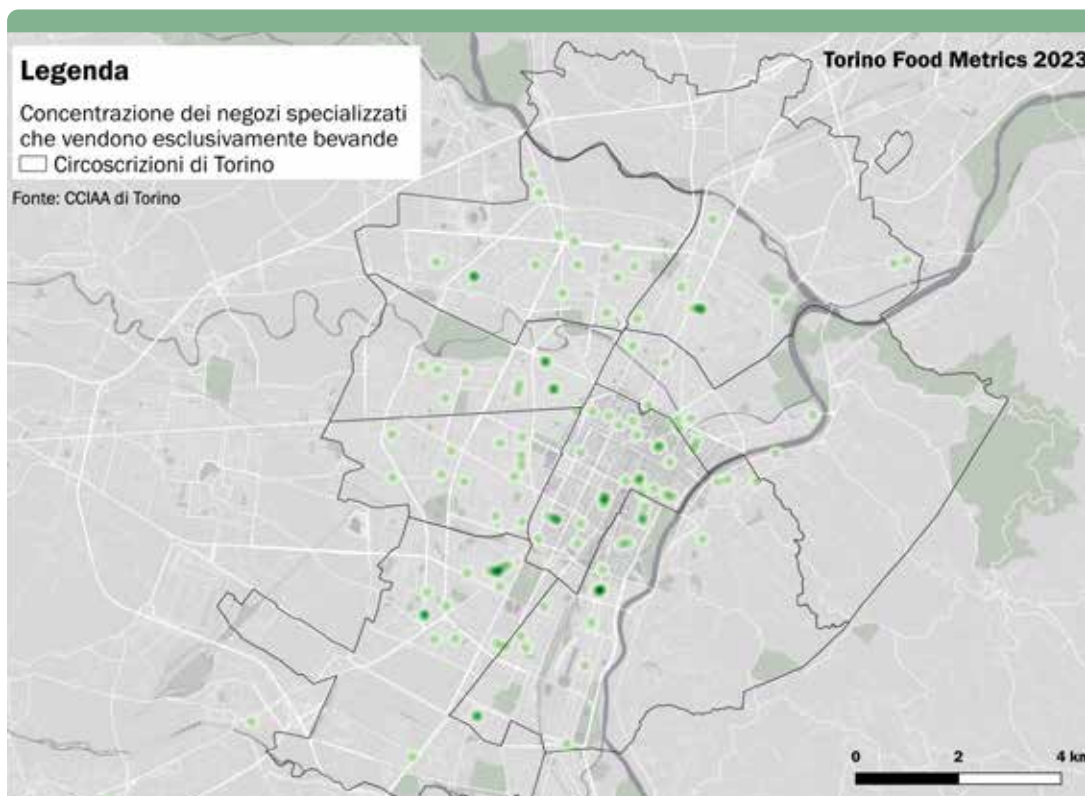 Legenda
Concentrazione dei negozi specializzati
che vendono esclusivamente bevande
Circoscrizioni di Torino
Fonte: CCIAA di Torino
Torino Food Metrics 2023
0 2 4 km